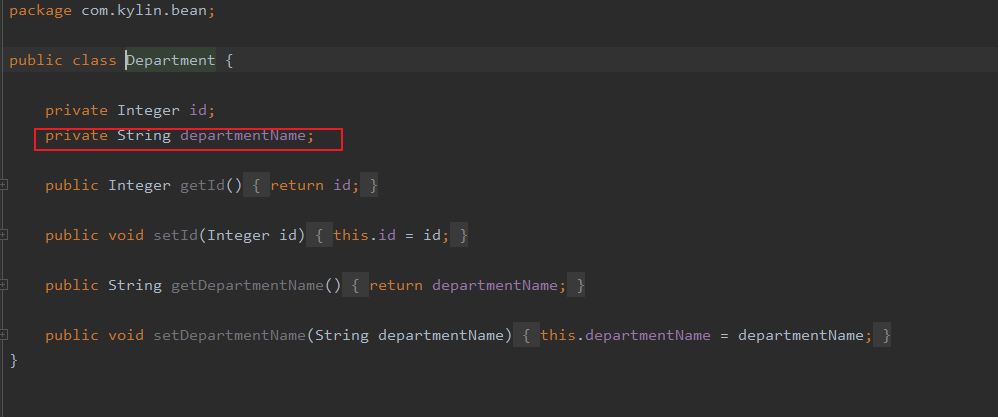 package com.kylin.bean;
public class Department {
private Integer id;
private String departmentName;
public Integer getId() { return id; }
public void setId(Integer id) { this.id = id; }
public String getDepartmentName() { return departmentName; }
public void setDepartmentName(String departmentName) { this.departmentName = departmentName; }
}